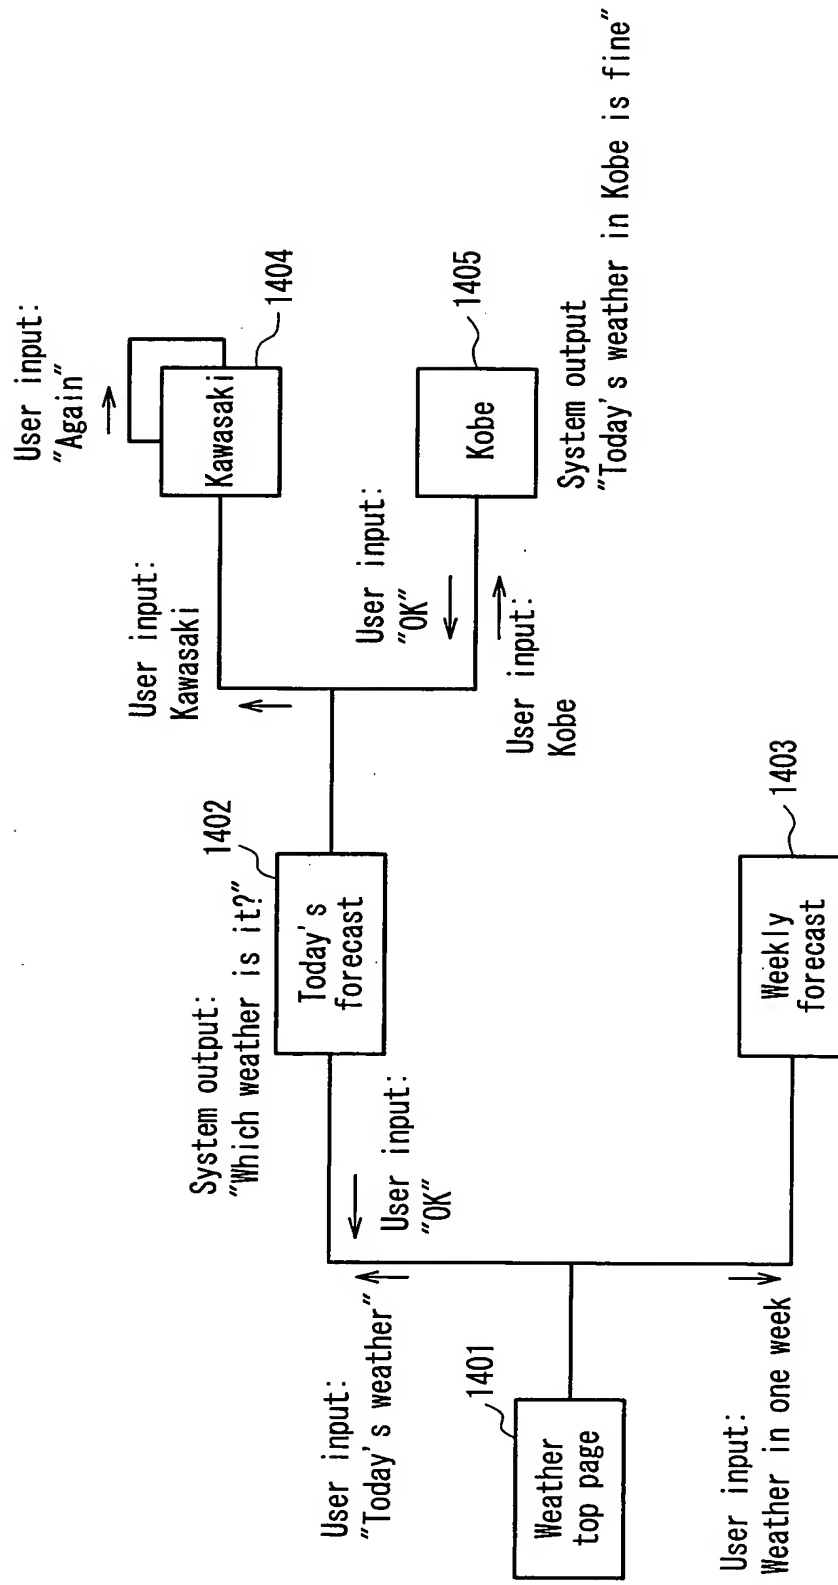 User input:
"Again"
Kawasaki
1404
User input:
Kawasaki
User input:
"OK"
Kobe
1405
User input:
Kobe
System output
"Today's weather in Kobe is fine"
System output:
"Which weather is it?"
1402
Today's
forecast
User input:
"OK"
User input:
"Today's weather"
1401
Weather
top page
Weekly
forecast
1403
User input:
Weather in one week